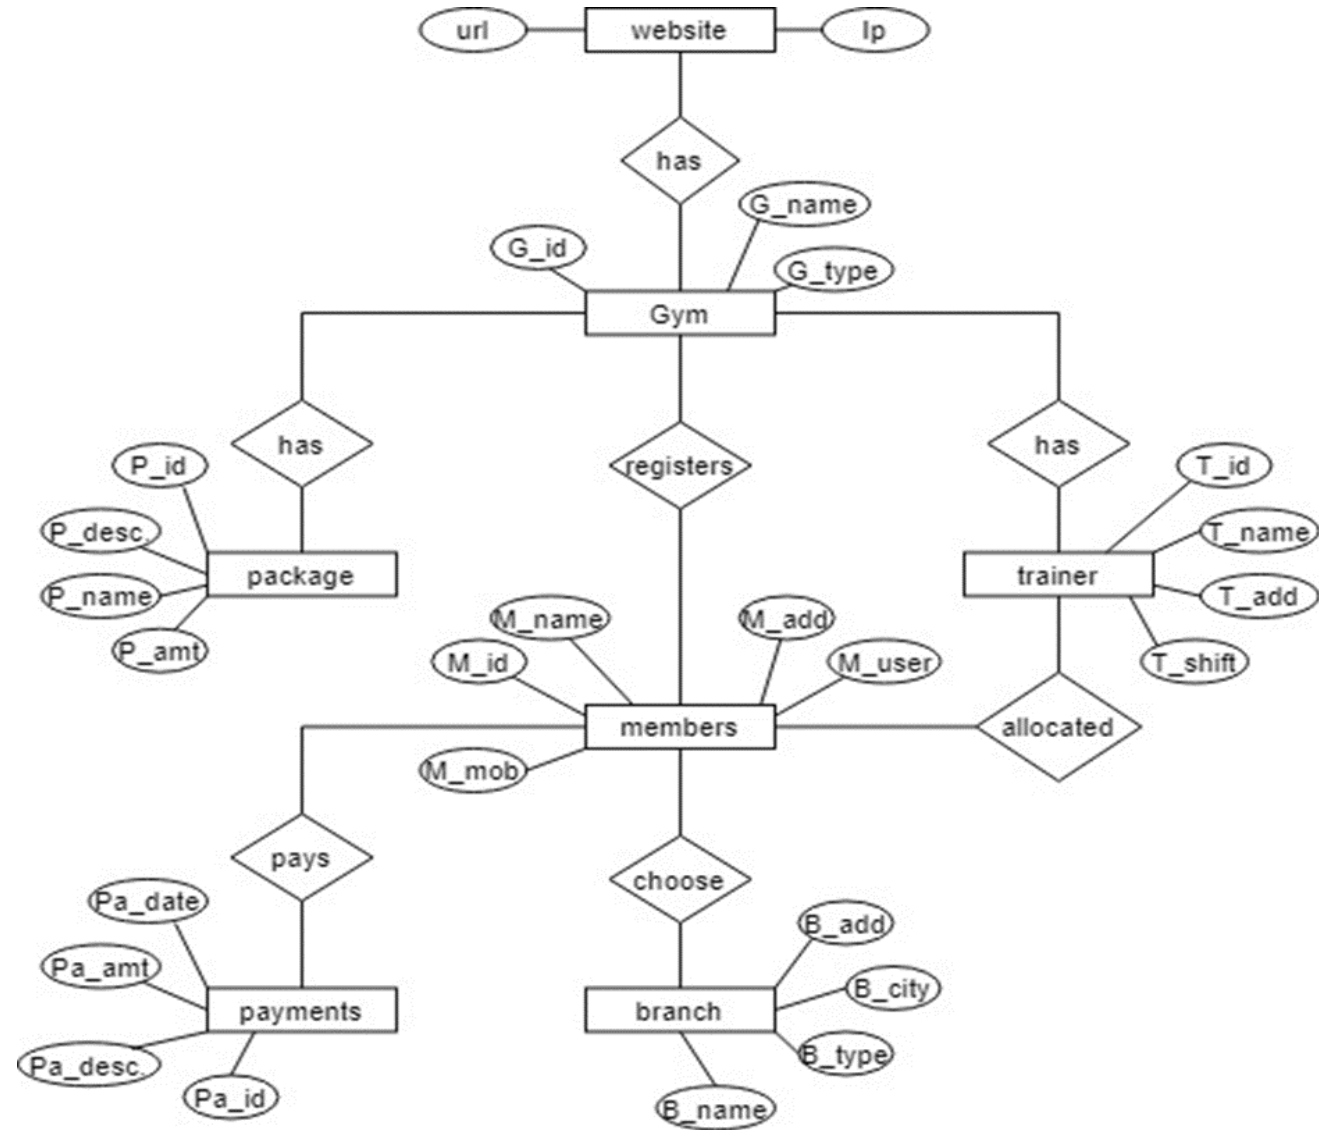 url
website
Ip
has
G_name
G_id
G_type
Gym
has
registers
has
P_id
T_id
P_desc.
T_name
package
trainer
P_name
T_add
P_amt
M_name
M_add
M_id
M_user
T_shift
members
allocated
M_mob
pays
choose
Pa_date
B_add
Pa_amt
B_city
payments
branch
Pa_desc.
B_type
Pa_id
B_name